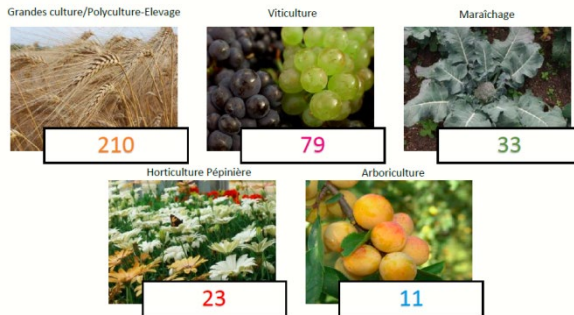 Grandes culture/Polyculture-Elevage
Viticulture
Maraîchage
210
79
33
Horticulture Pépinière
Arboriculture
23
11